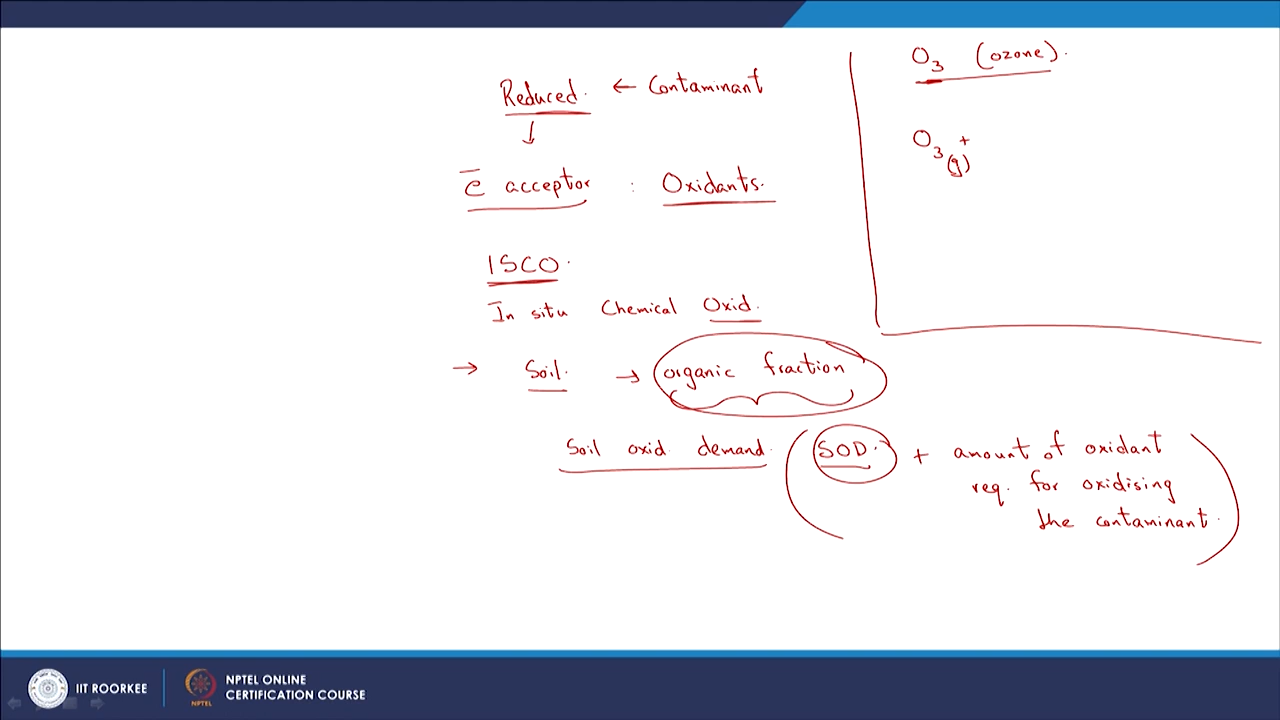 Reduced. ← Contaminant
↓
e̅ acceptor : Oxidants.
ISCO.
In situ Chemical Oxid.
→ Soil. → organic fraction
Soil oxid. demand. (SOD. + amount of oxidant
req. for oxidising
the contaminant.)
O₃ (ozone).
O₃(g) +
IIT ROORKEE
NPTEL ONLINE
CERTIFICATION COURSE
NPTEL